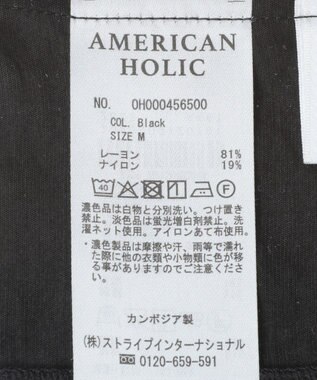 AMERICAN
HOLIC
NO. 0H000456500
COL. Black
SIZE M
レーヨン 81%
ナイロン 19%
40
濃色品は白物と分別洗い。つけ置き
禁止。淡色品は蛍光増白剤禁止。洗
濯ネット使用。アイロンあて布使用。
・濃色製品は摩擦や汗、雨等で濡れ
た際に他の衣類や小物類に色が移
る事がありますのでご注意くださ
い。
カンボジア製
(株)ストライプインターナショナル
0120-659-591